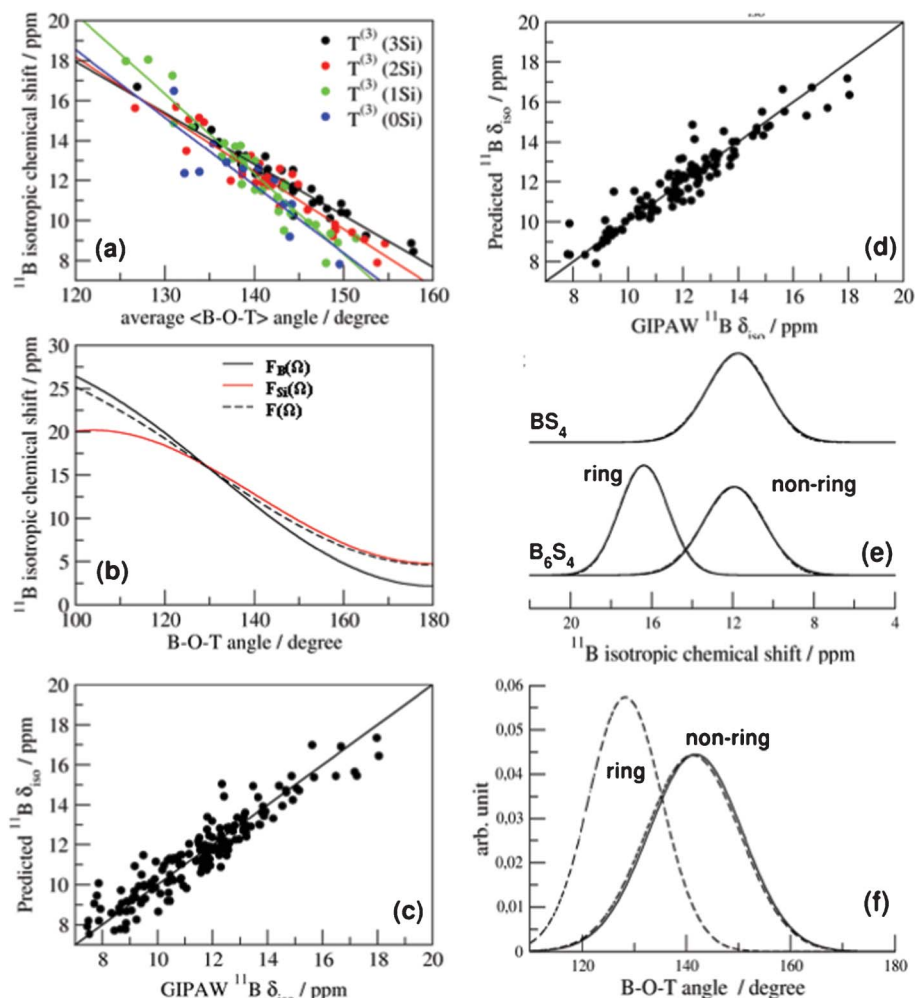 20
18
16
14
12
10
8
120
130
140
150
160
¹¹B isotropic chemical shift / ppm
average <B-O-T> angle / degree
T⁽³⁾ (3Si)
T⁽³⁾ (2Si)
T⁽³⁾ (1Si)
T⁽³⁾ (0Si)
(a)
20
18
16
14
12
10
8
8
10
12
14
16
18
20
Predicted ¹¹B δiso / ppm
GIPAW ¹¹B δiso / ppm
(d)
30
25
20
15
10
5
0
100
120
140
160
180
¹¹B isotropic chemical shift / ppm
B-O-T angle / degree
F_B(Ω)
F_Si(Ω)
F(Ω)
(b)
BS₄
ring
non-ring
B₆S₄
(e)
20
16
12
8
4
¹¹B isotropic chemical shift / ppm
20
18
16
14
12
10
8
8
10
12
14
16
18
20
Predicted ¹¹B δiso / ppm
GIPAW ¹¹B δiso / ppm
(c)
0,06
0,05
0,04
0,03
0,02
0,01
0
120
140
160
180
arb. unit
B-O-T angle / degree
ring
non-ring
(f)